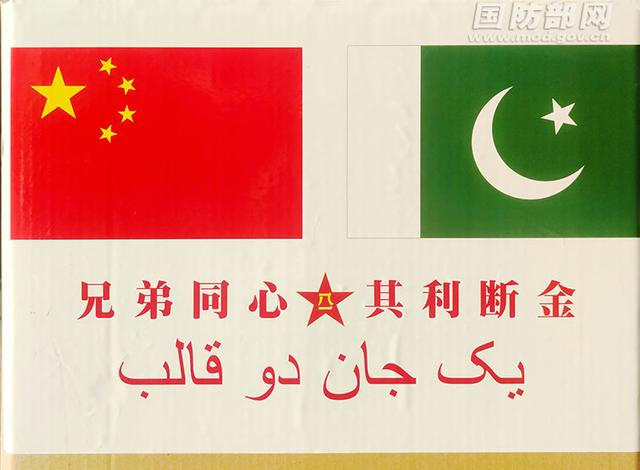 国防部网
www.mod.gov.cn
兄弟同心 八一 其利断金
یک جان دو قالب